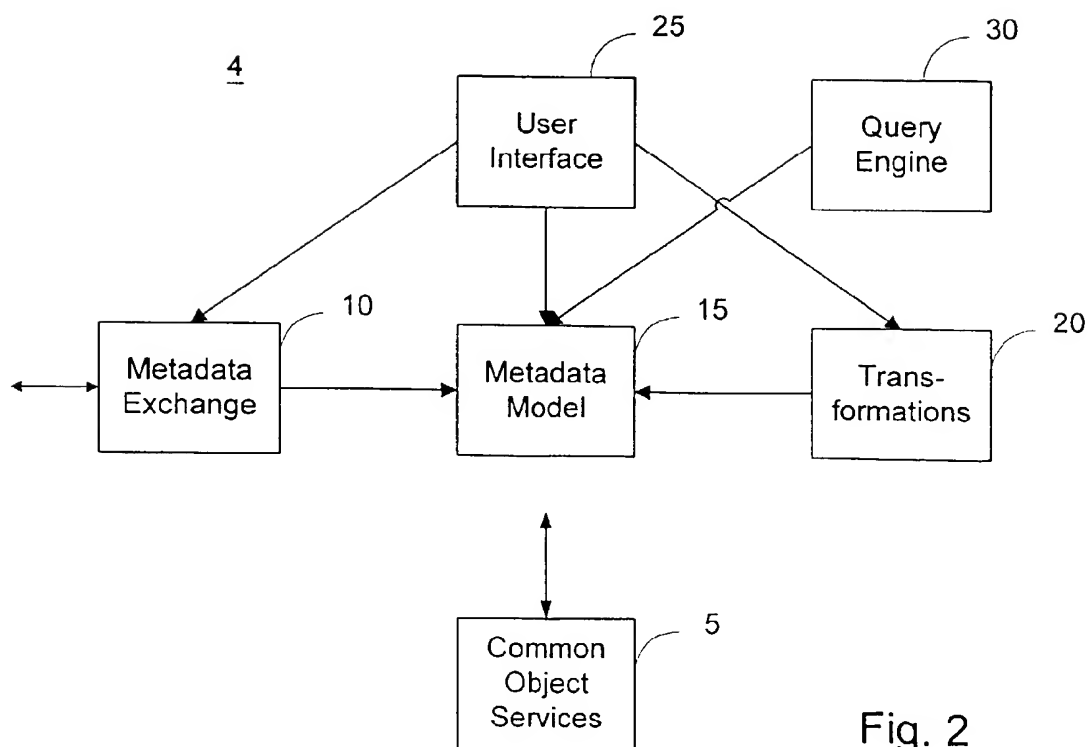 25
30
4
User
Interface
Query
Engine
10
15
20
Metadata
Exchange
Metadata
Model
Trans-
formations
5
Common
Object
Services
Fig. 2